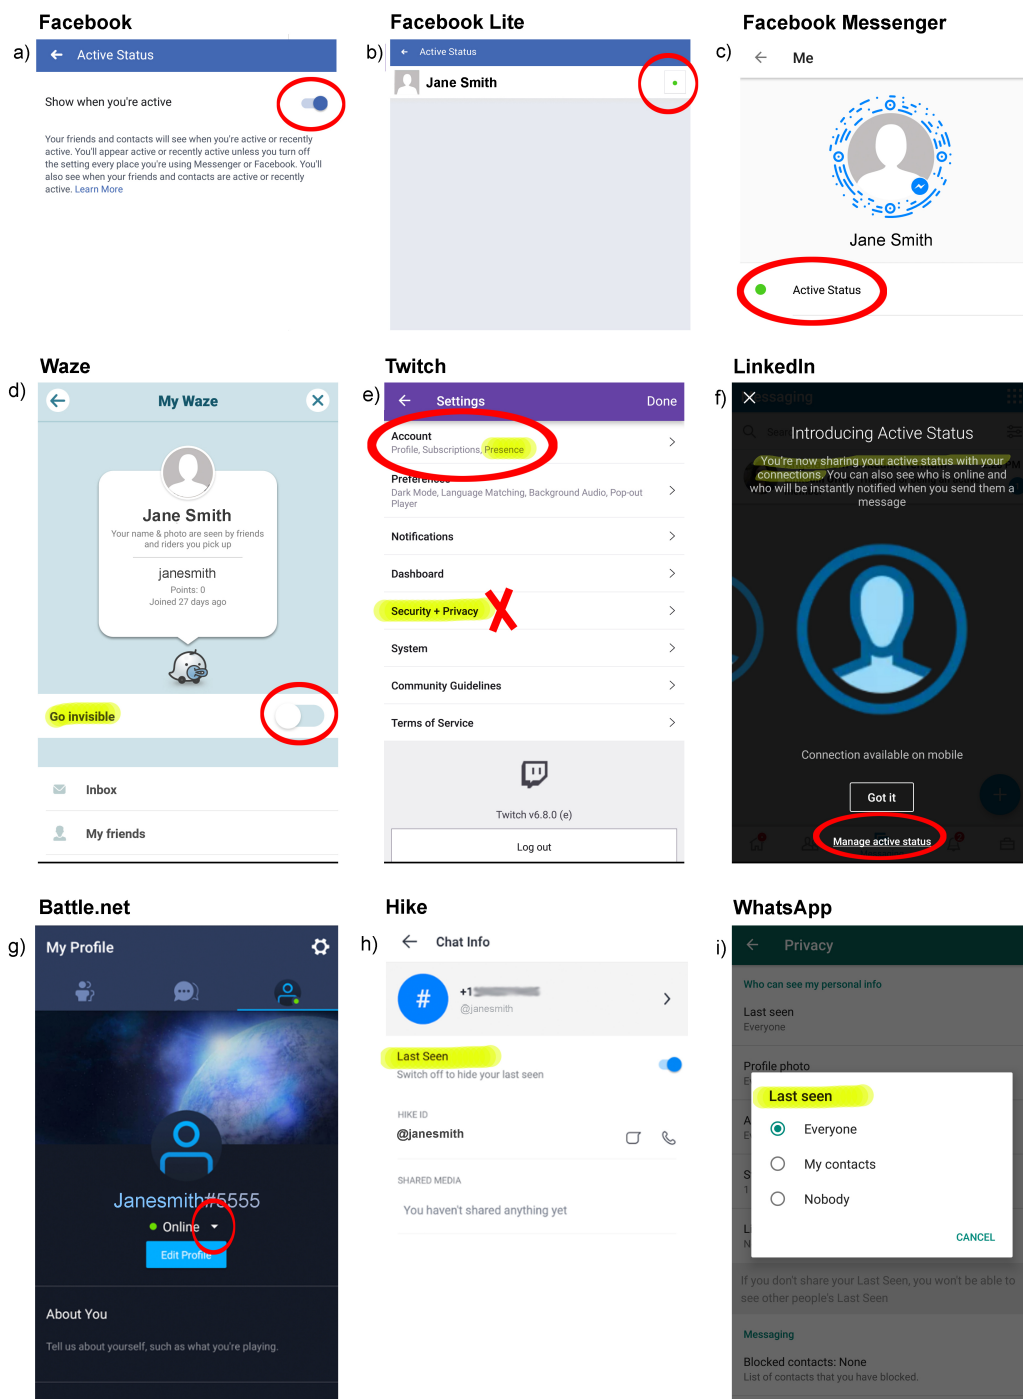 Facebook
a)
Active Status
Show when you're active
Your friends and contacts will see when you're active or recently
active. You'll appear active or recently active unless you turn off
the setting every place you're using Messenger or Facebook. You'll
also see when your friends and contacts are active or recently
active. Learn More
Facebook Lite
b)
Active Status
Jane Smith
Facebook Messenger
c)
Me
Jane Smith
Active Status
Waze
d)
My Waze
Jane Smith
Your name & photo are seen by friends
and riders you pick up
janesmith
Points: 0
Joined 27 days ago
Go invisible
Inbox
My friends
Twitch
e)
Settings
Done
Account
Profile, Subscriptions, Presence
Preferences
Dark Mode, Language Matching, Background Audio, Pop-out
Player
Notifications
Dashboard
Security + Privacy
System
Community Guidelines
Terms of Service
Twitch v6.8.0 (e)
Log out
LinkedIn
f)
Introducing Active Status
You're now sharing your active status with your
connections. You can also see who is online and
who will be instantly notified when you send them a
message
Connection available on mobile
Got it
Manage active status
Battle.net
g)
My Profile
Janesmith#5555
Online
Edit Profile
About You
Tell us about yourself, such as what you're playing.
Hike
h)
Chat Info
#
+1
@janesmith
Last Seen
Switch off to hide your last seen
HIKE ID
@janesmith
SHARED MEDIA
You haven't shared anything yet
WhatsApp
i)
Privacy
Who can see my personal info
Last seen
Everyone
Profile photo
Last seen
Everyone
My contacts
Nobody
CANCEL
If you don't share your Last Seen, you won't be able to
see other people's Last Seen
Messaging
Blocked contacts: None
List of contacts that you have blocked.